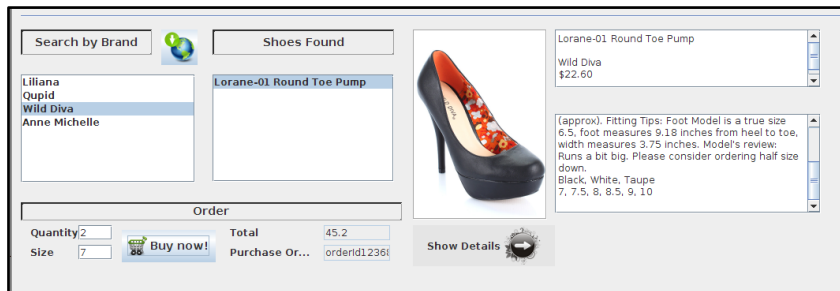 Search by Brand
Shoes Found
Liliana
Qupid
Wild Diva
Anne Michelle
Lorane-01 Round Toe Pump
Lorane-01 Round Toe Pump
Wild Diva
$22.60
(approx). Fitting Tips: Foot Model is a true size
6.5, foot measures 9.18 inches from heel to toe,
width measures 3.75 inches. Model's review:
Runs a bit big. Please consider ordering half size
down.
Black, White, Taupe
7, 7.5, 8, 8.5, 9, 10
Order
Quantity 2
Size 7
Buy now!
Total 45.2
Purchase Or... orderId1236
Show Details